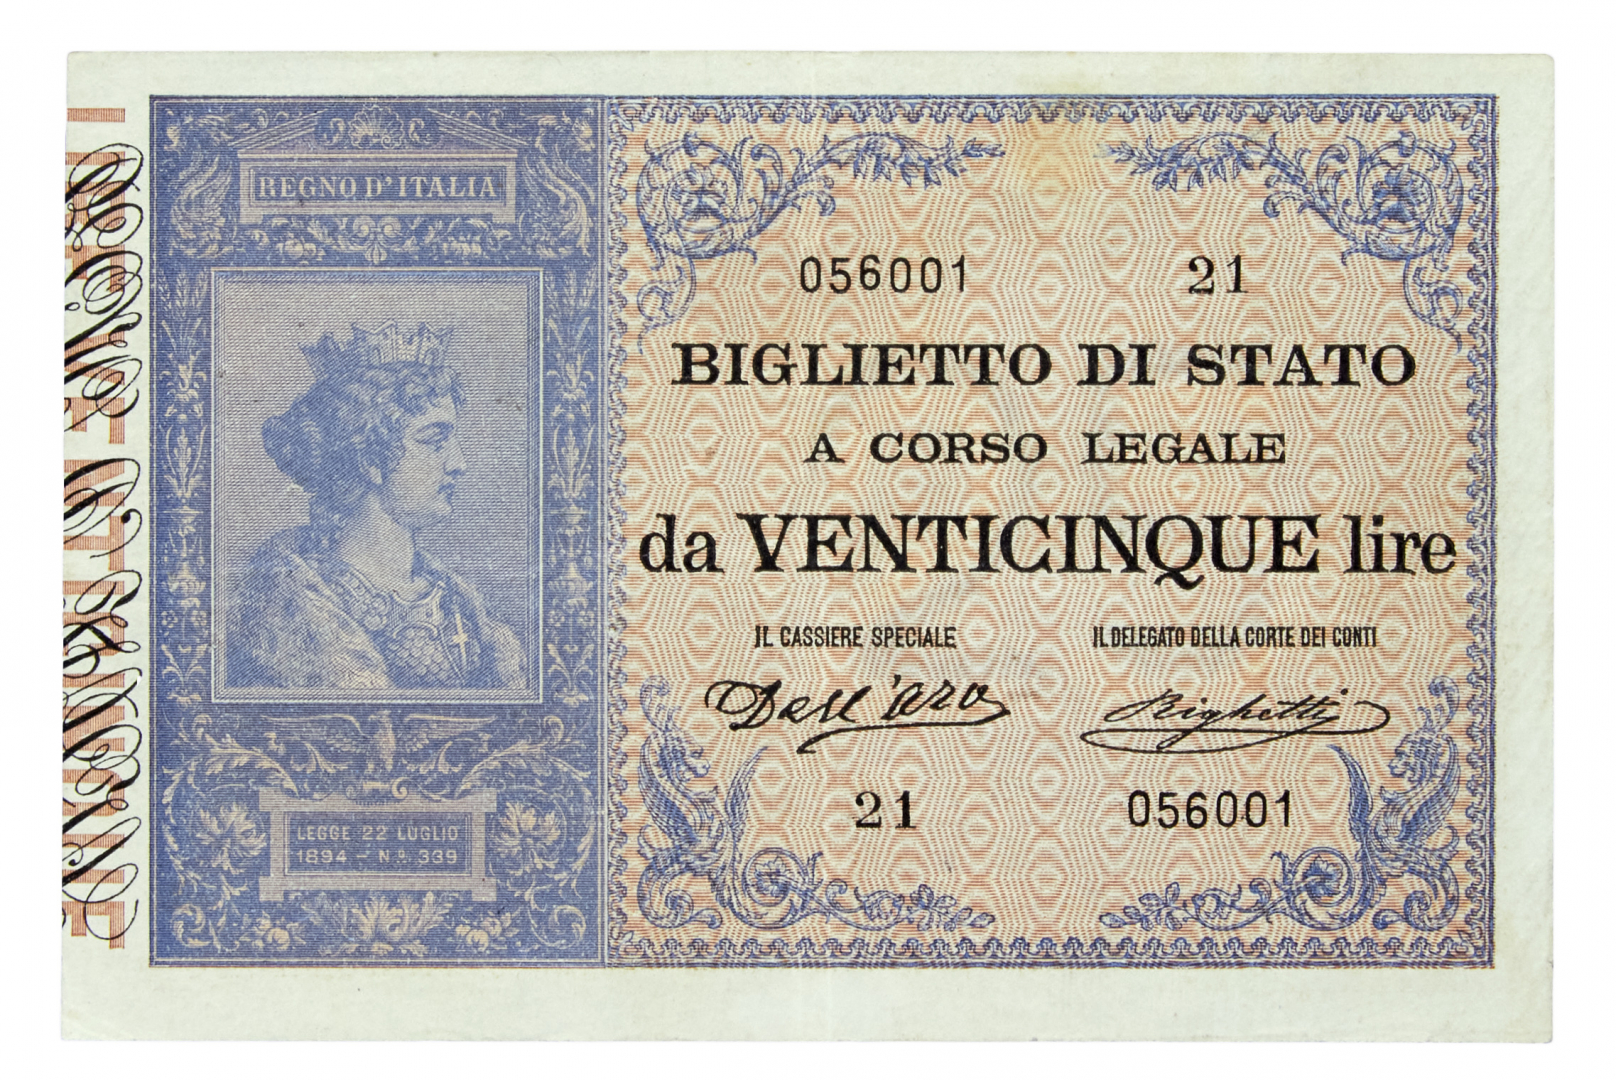 REGNO D'ITALIA
LEGGE 22 LUGLIO
1894 – N.º 339
056001 21
BIGLIETTO DI STATO
A CORSO LEGALE
da VENTICINQUE lire
IL CASSIERE SPECIALE IL DELEGATO DELLA CORTE DEI CONTI
Dell'Ara Righetti
21 056001